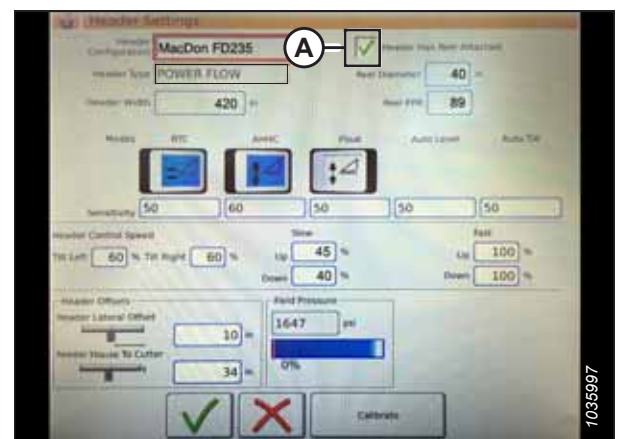 Header Settings
Header Configuration MacDon FD235 A Header Has Reel Attached
Header Type POWER FLOW Reel Diameter 40 in
Header Width 420 in Reel PPR 89
Modes RTC AHHC Float Auto Level Auto Tilt
Sensitivity 50 60 50 50 50
Header Control Speed Slow Fast
Tilt Left 60 % Tilt Right 60 % Up 45 % Up 100 %
Down 40 % Down 100 %
Header Offsets Field Pressure
Header Lateral Offset 10 in 1647 psi
Feeder House To Cutter 34 in 0%
Calibrate
1035997